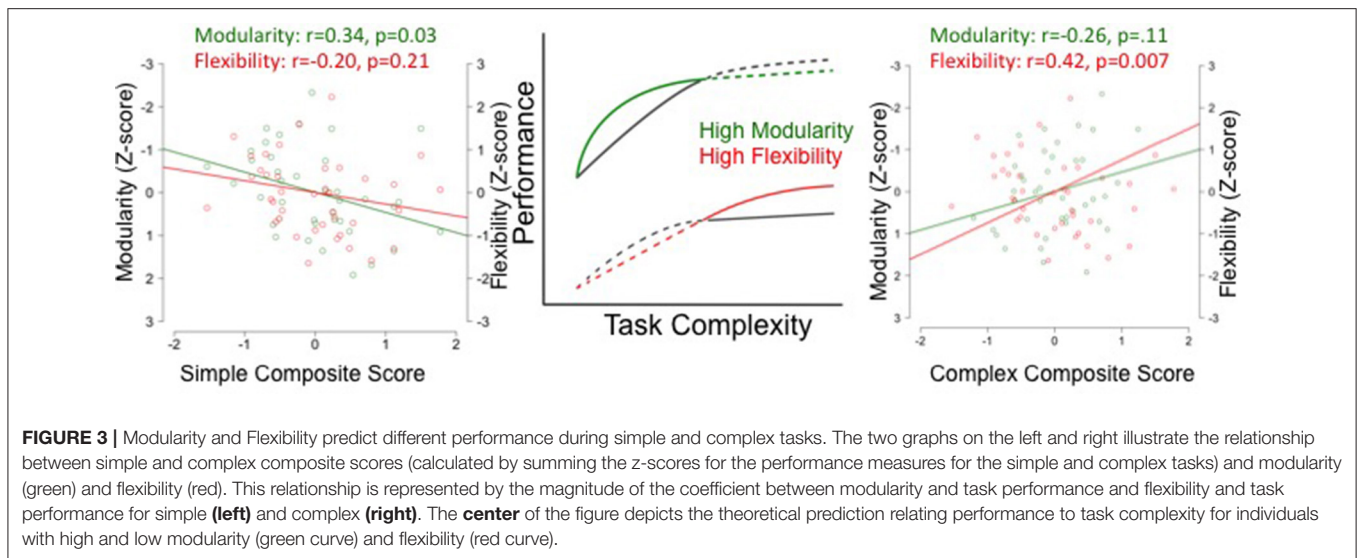 Modularity: r=0.34, p=0.03
Flexibility: r=-0.20, p=0.21
Modularity (Z-score)
-3
-2
-1
0
1
2
3
3
2
1
0
-1
-2
-3
Flexibility (Z-score)
-2
-1
0
1
2
Simple Composite Score
Performance
High Modularity
High Flexibility
Task Complexity
Modularity: r=-0.26, p=.11
Flexibility: r=0.42, p=0.007
Modularity (Z-score)
-3
-2
-1
0
1
2
3
3
2
1
0
-1
-2
-3
Flexibility (Z-score)
-2
-1
0
1
2
Complex Composite Score
FIGURE 3 | Modularity and Flexibility predict different performance during simple and complex tasks. The two graphs on the left and right illustrate the relationship
between simple and complex composite scores (calculated by summing the z-scores for the performance measures for the simple and complex tasks) and modularity
(green) and flexibility (red). This relationship is represented by the magnitude of the coefficient between modularity and task performance and flexibility and task
performance for simple (left) and complex (right). The center of the figure depicts the theoretical prediction relating performance to task complexity for individuals
with high and low modularity (green curve) and flexibility (red curve).